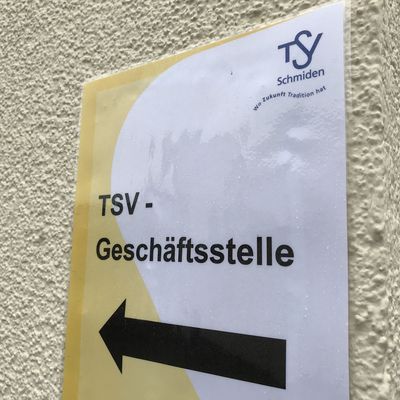 TSV
Schmiden
Wo Zukunft Tradition hat
TSV -
Geschäftsstelle